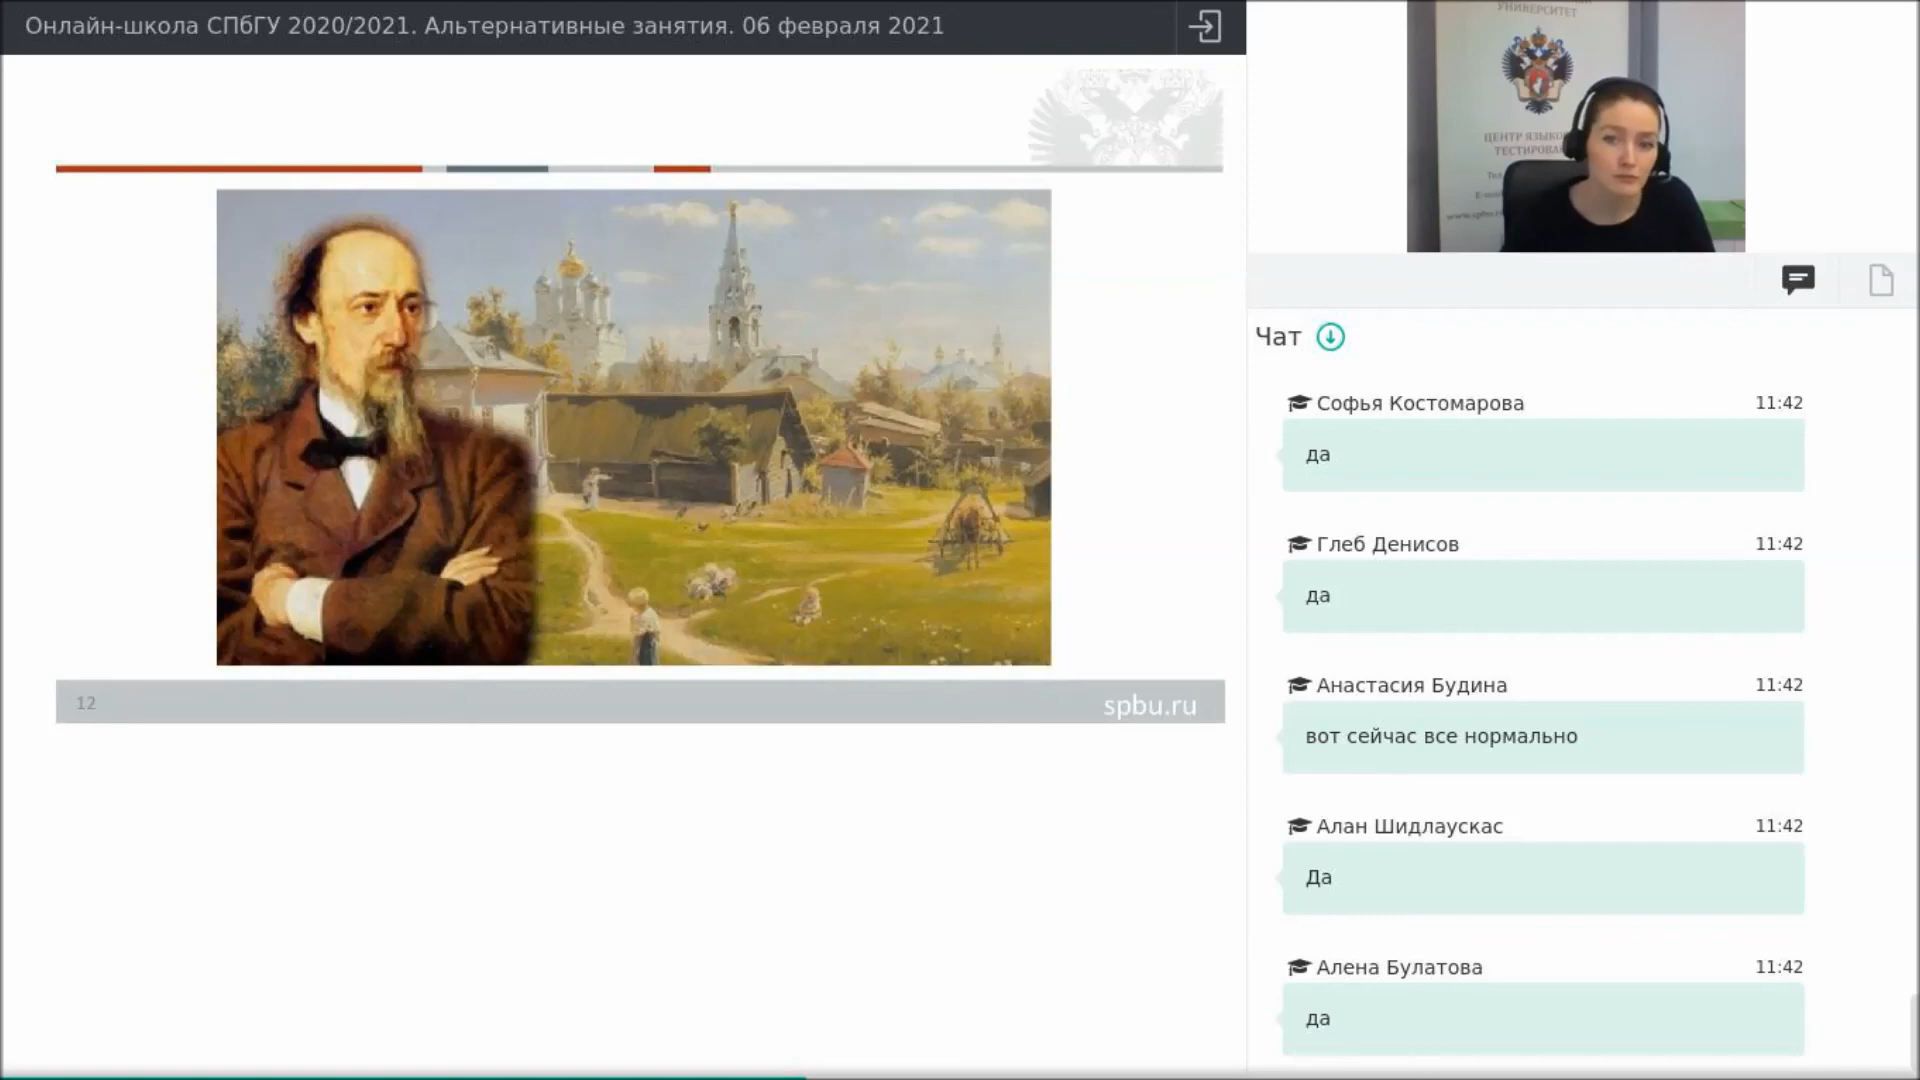 Онлайн-школа СПбГУ 2020/2021. Альтернативные занятия. 06 февраля 2021
УНИВЕРСИТЕТ
12
spbu.ru
Чат
Софья Костомарова 11:42
да
Глеб Денисов 11:42
да
Анастасия Будина 11:42
вот сейчас все нормально
Алан Шидлаускас 11:42
Да
Алена Булатова 11:42
да